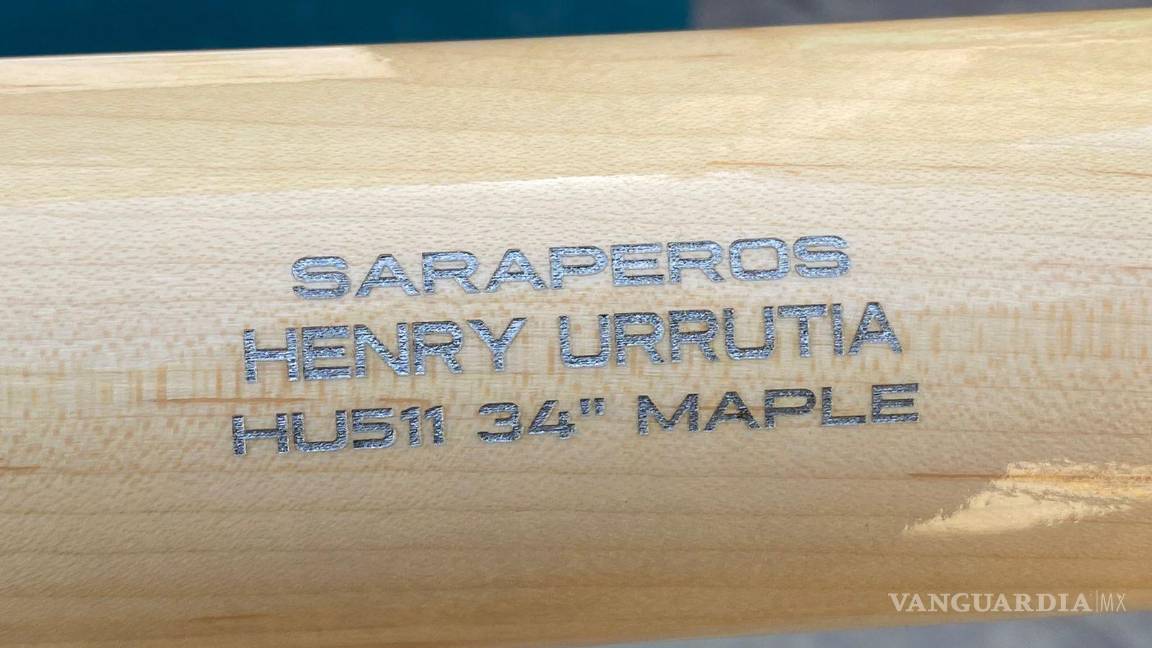 SARAPEROS
HENRY URRUTIA
HU511 34" MAPLE
VANGUARDIA|MX